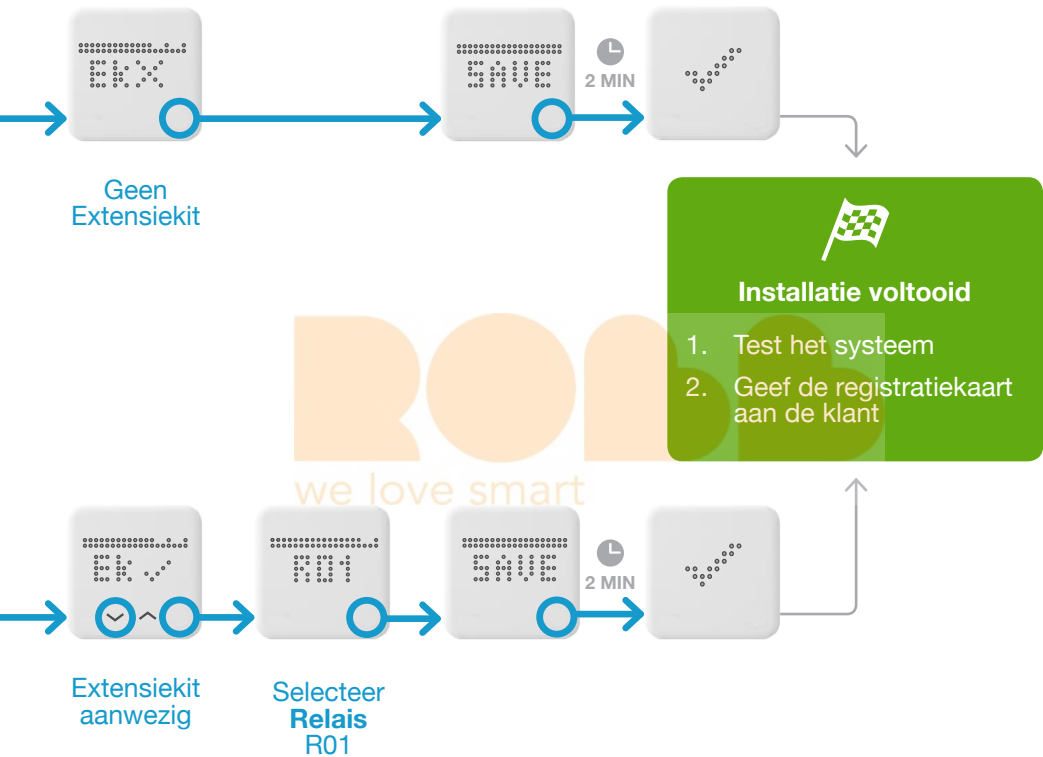 EK
SAVE
2 MIN
Geen
Extensiekit
Installatie voltooid
1. Test het systeem
2. Geef de registratiekaart
aan de klant
ROBB
we love smart
EK
R01
SAVE
2 MIN
Extensiekit
aanwezig
Selecteer
Relais
R01